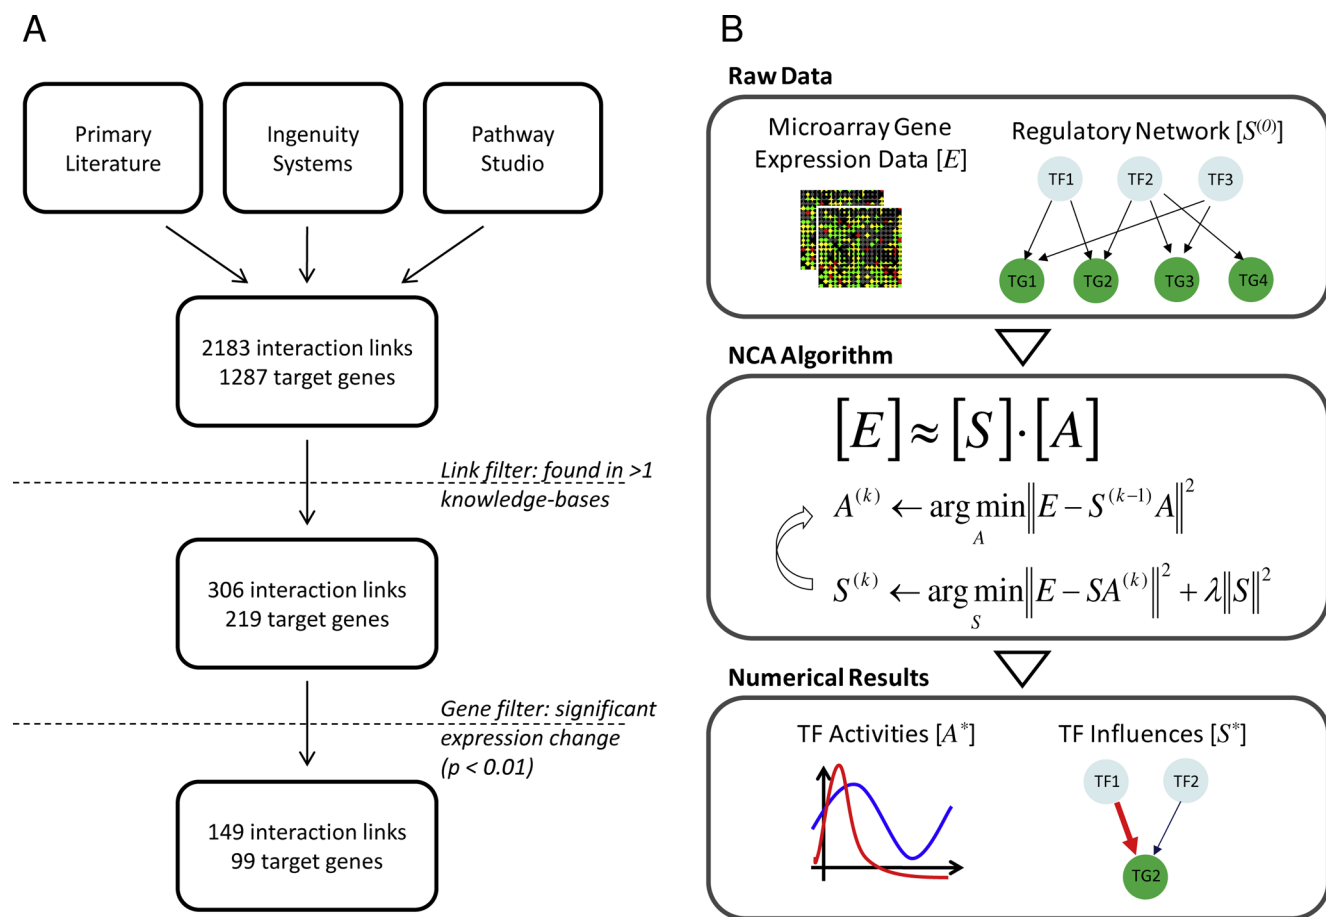 A
Primary
Literature
Ingenuity
Systems
Pathway
Studio
2183 interaction links
1287 target genes
Link filter: found in >1
knowledge-bases
306 interaction links
219 target genes
Gene filter: significant
expression change
(p < 0.01)
149 interaction links
99 target genes
B
Raw Data
Microarray Gene
Expression Data [E]
Regulatory Network [S^{(0)}]
TF1 TF2 TF3
TG1 TG2 TG3 TG4
NCA Algorithm
[E] ≈ [S]·[A]
A^{(k)} ← arg min_A ‖E − S^{(k−1)} A‖²
S^{(k)} ← arg min_S ‖E − SA^{(k)}‖² + λ‖S‖²
Numerical Results
TF Activities [A*]
TF Influences [S*]
TF1 TF2
TG2